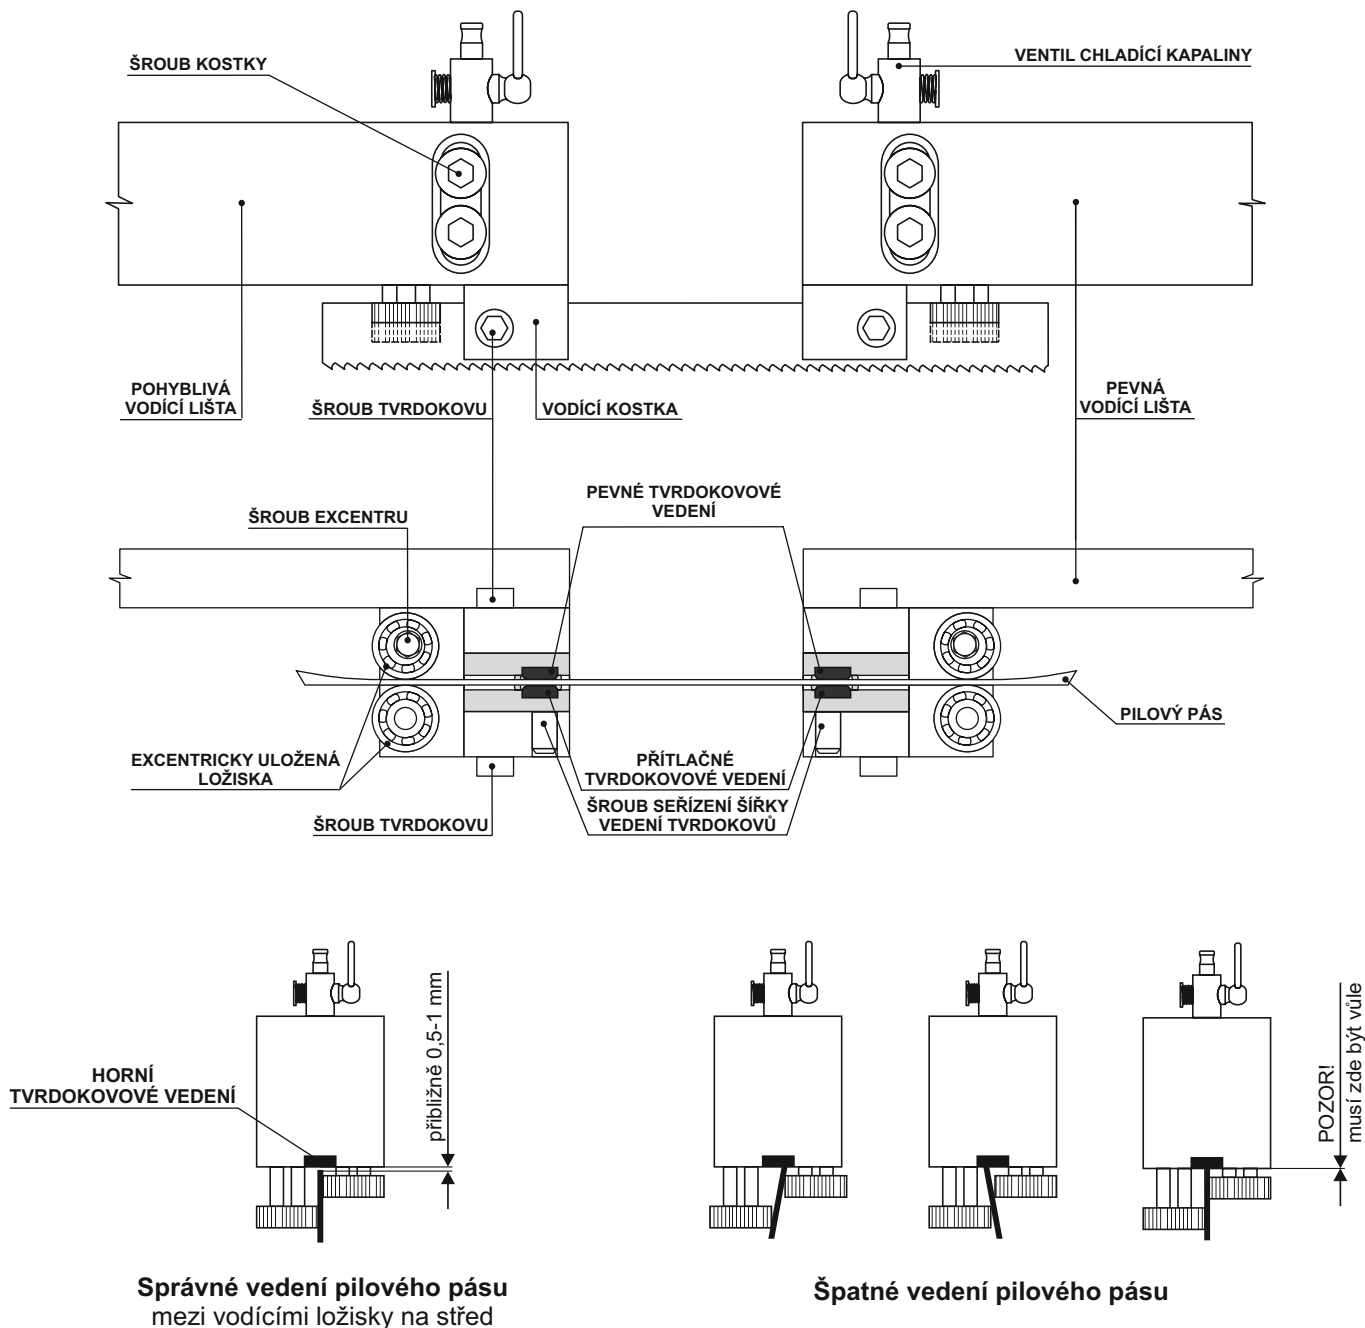 ŠROUB KOSTKY
VENTIL CHLADÍCÍ KAPALINY
POHYBLIVÁ
VODÍCÍ LIŠTA
ŠROUB TVRDOKOVU
VODÍCÍ KOSTKA
PEVNÁ
VODÍCÍ LIŠTA
PEVNÉ TVRDOKOVOVÉ
VEDENÍ
ŠROUB EXCENTRU
PILOVÝ PÁS
EXCENTRICKY ULOŽENÁ
LOŽISKA
PŘÍTLAČNÉ
TVRDOKOVOVÉ VEDENÍ
ŠROUB SEŘÍZENÍ ŠÍŘKY
VEDENÍ TVRDOKOVŮ
ŠROUB TVRDOKOVU
HORNÍ
TVRDOKOVOVÉ VEDENÍ
přibližně 0,5-1 mm
POZOR!
musí zde být vůle
Správné vedení pilového pásu
mezi vodícími ložisky na střed
Špatné vedení pilového pásu